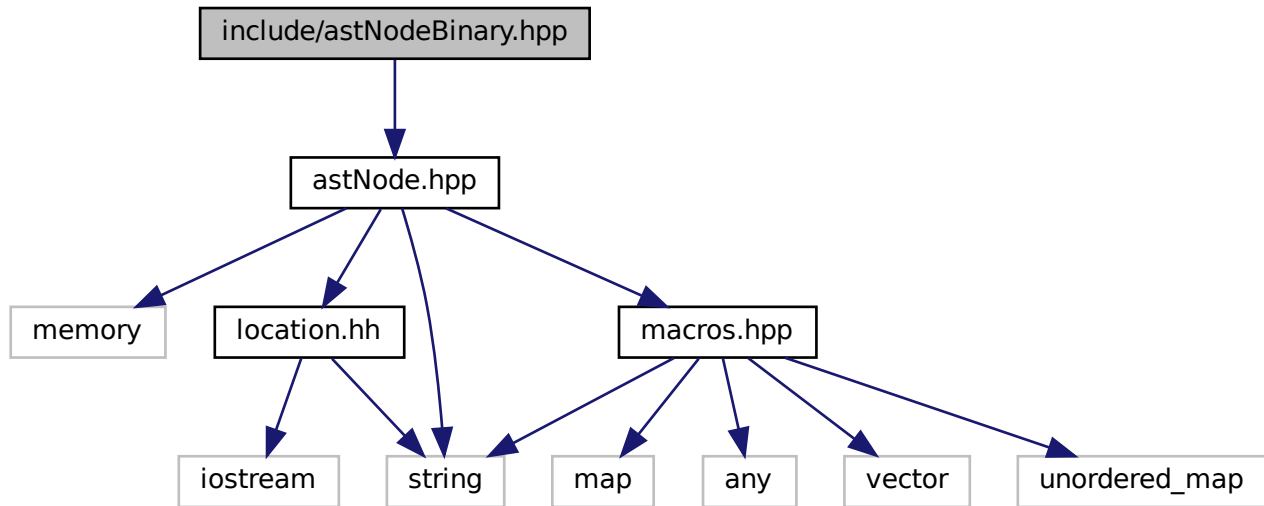 include/astNodeBinary.hpp
astNode.hpp
memory
location.hh
macros.hpp
iostream
string
map
any
vector
unordered_map